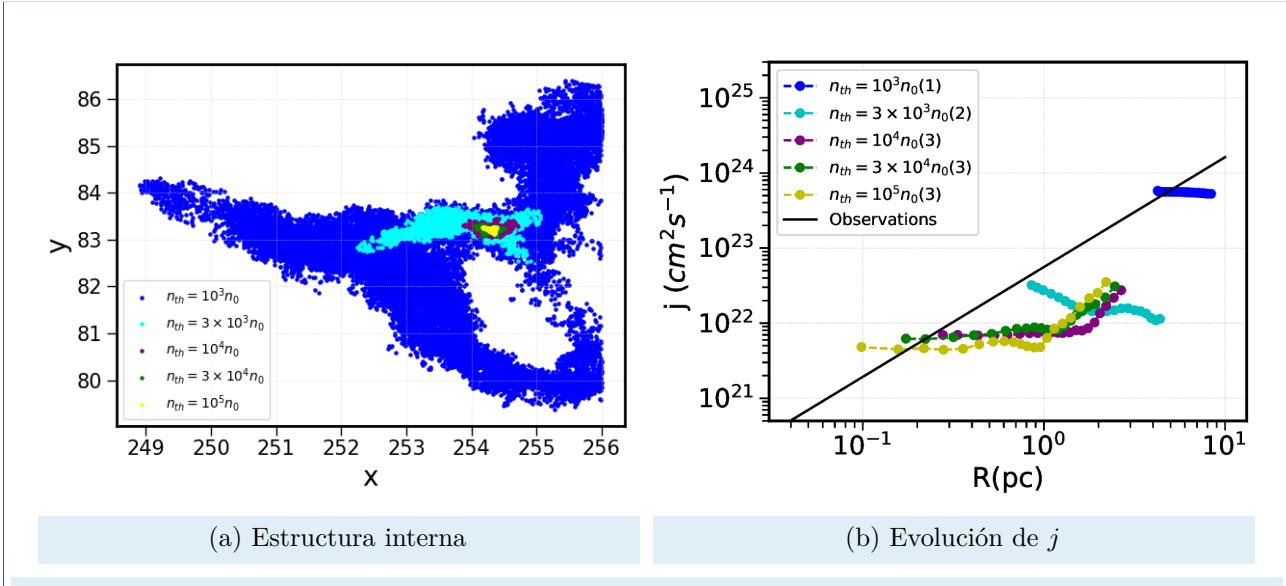 86
85
84
83
82
81
80
y
249 250 251 252 253 254 255 256
x
n_th = 10^3 n_0
n_th = 3 × 10^3 n_0
n_th = 10^4 n_0
n_th = 3 × 10^4 n_0
n_th = 10^5 n_0
(a) Estructura interna
10^25
10^24
10^23
10^22
10^21
j (cm^2 s^−1)
n_th = 10^3 n_0(1)
n_th = 3 × 10^3 n_0(2)
n_th = 10^4 n_0(3)
n_th = 3 × 10^4 n_0(3)
n_th = 10^5 n_0(3)
Observations
10^−1 10^0 10^1
R(pc)
(b) Evolución de j